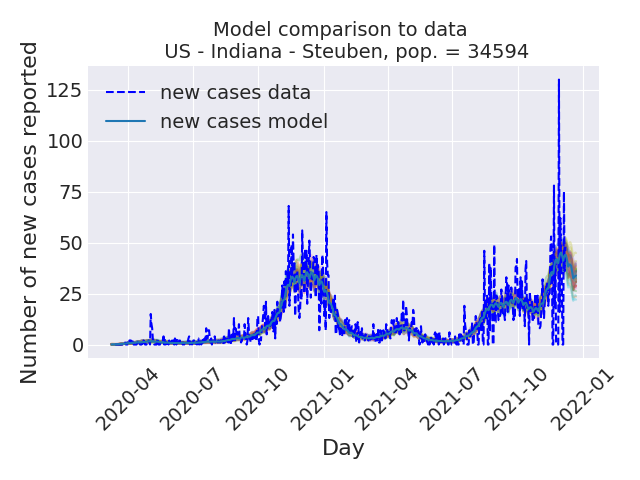 Model comparison to data
US - Indiana - Steuben, pop. = 34594
Number of new cases reported
125
100
75
50
25
0
new cases data
new cases model
2020-04
2020-07
2020-10
2021-01
2021-04
2021-07
2021-10
2022-01
Day